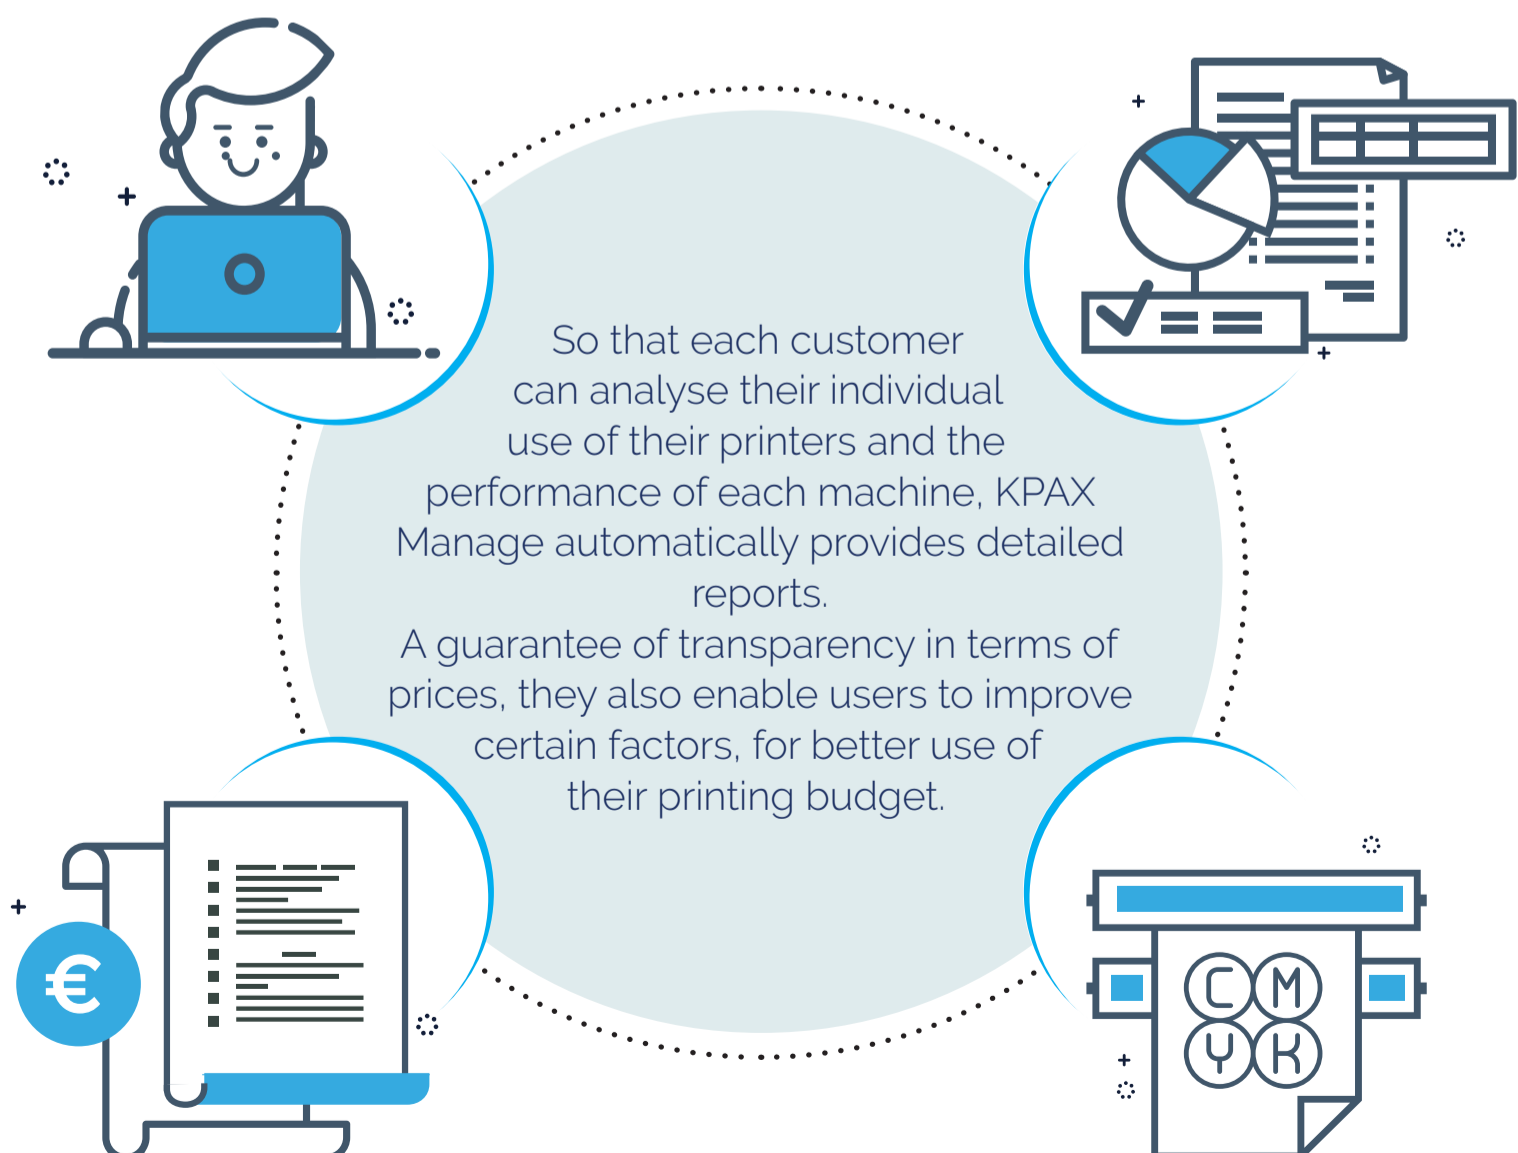 So that each customer
can analyse their individual
use of their printers and the
performance of each machine, KPAX
Manage automatically provides detailed
reports.
A guarantee of transparency in terms of
prices, they also enable users to improve
certain factors, for better use of
their printing budget.
€
C M
Y K